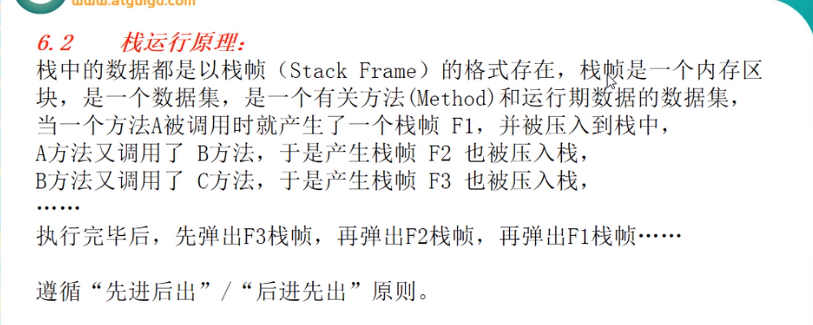 www.atguigu.com
6.2 栈运行原理:
栈中的数据都是以栈帧（Stack Frame）的格式存在，栈帧是一个内存区
块，是一个数据集，是一个有关方法(Method)和运行期数据的数据集，
当一个方法A被调用时就产生了一个栈帧 F1，并被压入到栈中，
A方法又调用了 B方法，于是产生栈帧 F2 也被压入栈，
B方法又调用了 C方法，于是产生栈帧 F3 也被压入栈，
……
执行完毕后，先弹出F3栈帧，再弹出F2栈帧，再弹出F1栈帧……
遵循“先进后出”/“后进先出”原则。